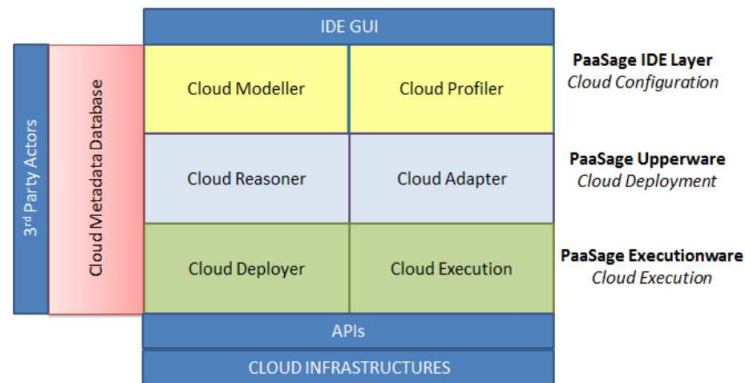 IDE GUI
3rd Party Actors
Cloud Metadata Database
Cloud Modeller
Cloud Profiler
PaaSage IDE Layer
Cloud Configuration
Cloud Reasoner
Cloud Adapter
PaaSage Upperware
Cloud Deployment
Cloud Deployer
Cloud Execution
PaaSage Executionware
Cloud Execution
APIs
CLOUD INFRASTRUCTURES